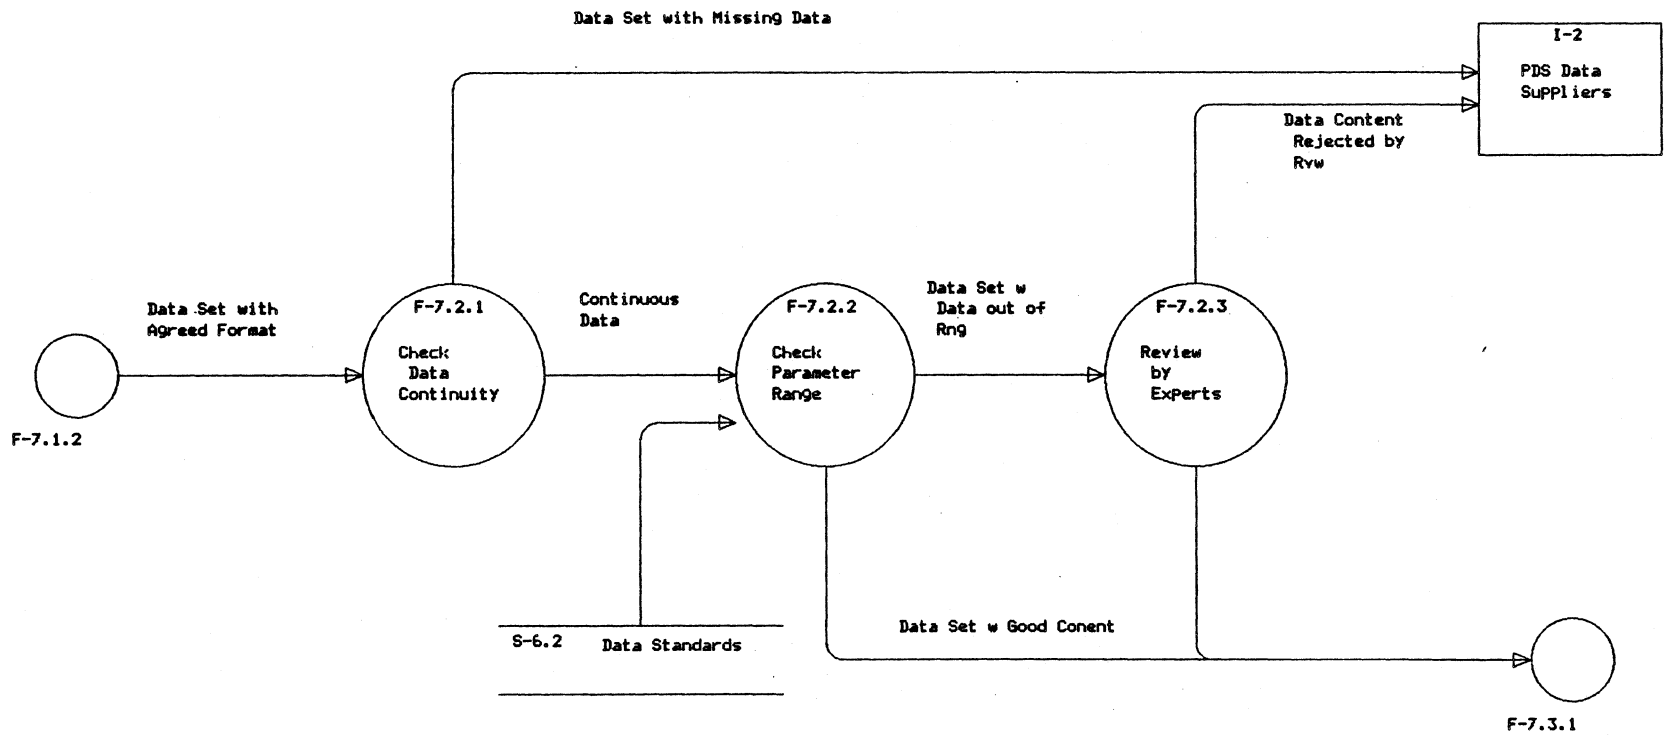 Data Set with Missing Data
I-2
PDS Data
Suppliers
Data Content
Rejected by
Rvw
Data Set with
Agreed Format
F-7.1.2
F-7.2.1
Check
Data
Continuity
Continuous
Data
F-7.2.2
Check
Parameter
Range
Data Set w
Data out of
Rng
F-7.2.3
Review
by
Experts
S-6.2 Data Standards
Data Set w Good Conent
F-7.3.1